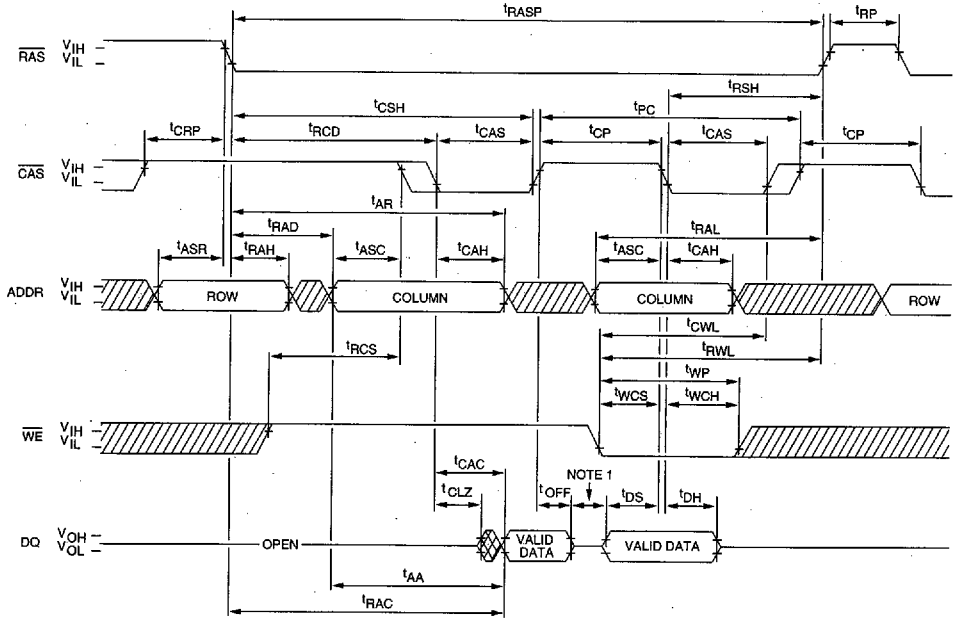 tRASP
tRP
RAS
VIH
VIL
tRSH
tCSH
tPC
tCRP
tRCD
tCAS
tCP
tCAS
tCP
CAS
VIH
VIL
tAR
tRAD
tRAL
tASR
tRAH
tASC
tCAH
tASC
tCAH
ADDR
VIH
VIL
ROW
COLUMN
COLUMN
ROW
tCWL
tRCS
tRWL
tWP
tWCS
tWCH
WE
VIH
VIL
tCAC
NOTE 1
tCLZ
tOFF
tDS
tDH
DQ
VOH
VOL
OPEN
VALID
DATA
VALID DATA
tAA
tRAC